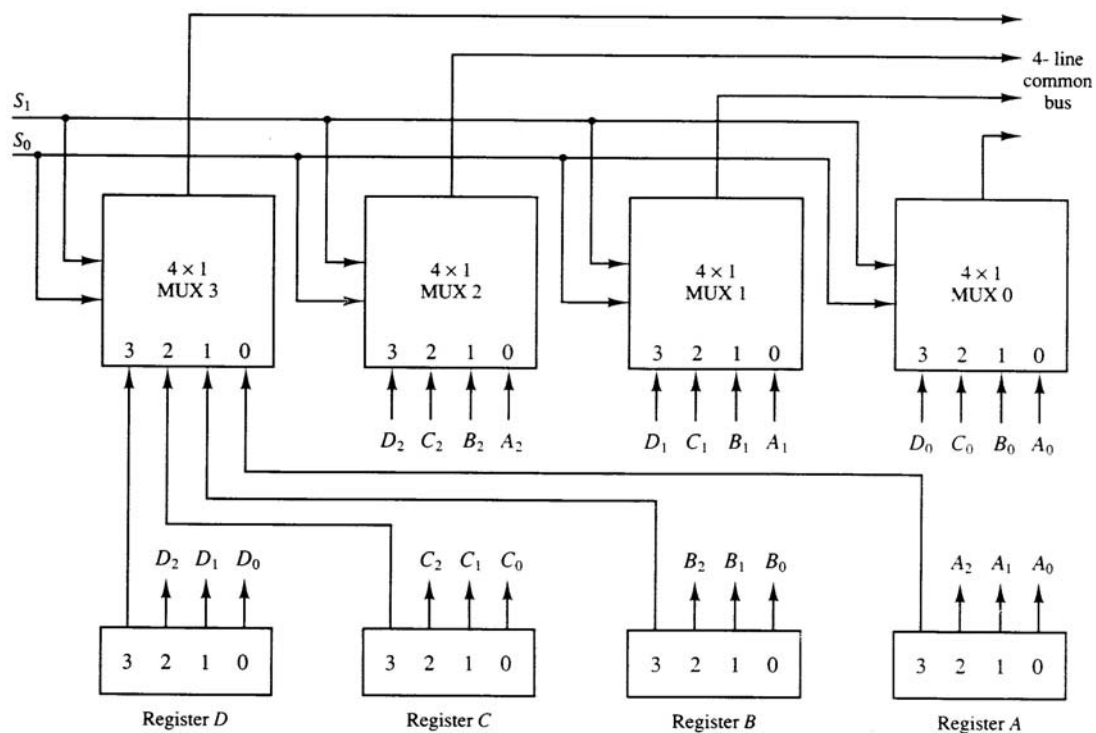 4- line
common
bus
S₁
S₀
4 × 1
MUX 3
3 2 1 0
4 × 1
MUX 2
3 2 1 0
4 × 1
MUX 1
3 2 1 0
4 × 1
MUX 0
3 2 1 0
D₂ C₂ B₂ A₂
D₁ C₁ B₁ A₁
D₀ C₀ B₀ A₀
D₂ D₁ D₀
C₂ C₁ C₀
B₂ B₁ B₀
A₂ A₁ A₀
3 2 1 0
3 2 1 0
3 2 1 0
3 2 1 0
Register D
Register C
Register B
Register A